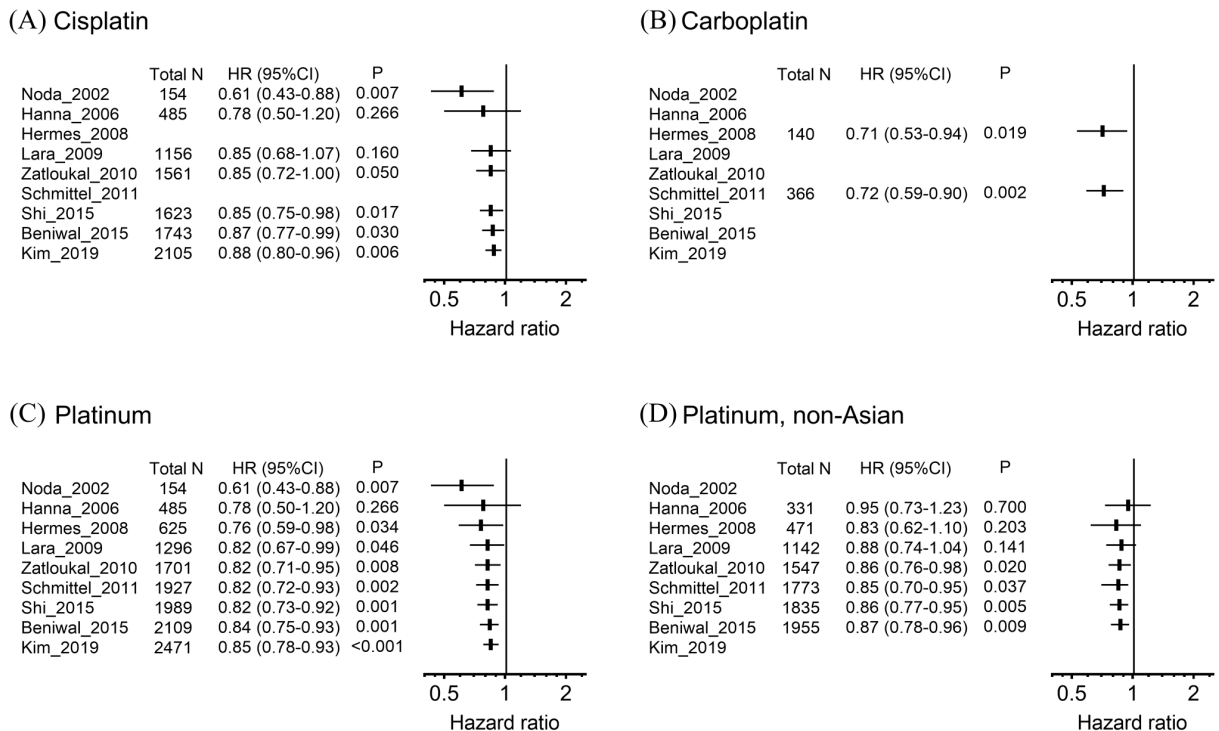 (A) Cisplatin
Total N HR (95%CI) P
Noda_2002 154 0.61 (0.43-0.88) 0.007
Hanna_2006 485 0.78 (0.50-1.20) 0.266
Hermes_2008
Lara_2009 1156 0.85 (0.68-1.07) 0.160
Zatloukal_2010 1561 0.85 (0.72-1.00) 0.050
Schmittel_2011
Shi_2015 1623 0.85 (0.75-0.98) 0.017
Beniwal_2015 1743 0.87 (0.77-0.99) 0.030
Kim_2019 2105 0.88 (0.80-0.96) 0.006
0.5 1 2
Hazard ratio
(B) Carboplatin
Total N HR (95%CI) P
Noda_2002
Hanna_2006
Hermes_2008 140 0.71 (0.53-0.94) 0.019
Lara_2009
Zatloukal_2010
Schmittel_2011 366 0.72 (0.59-0.90) 0.002
Shi_2015
Beniwal_2015
Kim_2019
0.5 1 2
Hazard ratio
(C) Platinum
Total N HR (95%CI) P
Noda_2002 154 0.61 (0.43-0.88) 0.007
Hanna_2006 485 0.78 (0.50-1.20) 0.266
Hermes_2008 625 0.76 (0.59-0.98) 0.034
Lara_2009 1296 0.82 (0.67-0.99) 0.046
Zatloukal_2010 1701 0.82 (0.71-0.95) 0.008
Schmittel_2011 1927 0.82 (0.72-0.93) 0.002
Shi_2015 1989 0.82 (0.73-0.92) 0.001
Beniwal_2015 2109 0.84 (0.75-0.93) 0.001
Kim_2019 2471 0.85 (0.78-0.93) <0.001
0.5 1 2
Hazard ratio
(D) Platinum, non-Asian
Total N HR (95%CI) P
Noda_2002
Hanna_2006 331 0.95 (0.73-1.23) 0.700
Hermes_2008 471 0.83 (0.62-1.10) 0.203
Lara_2009 1142 0.88 (0.74-1.04) 0.141
Zatloukal_2010 1547 0.86 (0.76-0.98) 0.020
Schmittel_2011 1773 0.85 (0.70-0.95) 0.037
Shi_2015 1835 0.86 (0.77-0.95) 0.005
Beniwal_2015 1955 0.87 (0.78-0.96) 0.009
Kim_2019
0.5 1 2
Hazard ratio